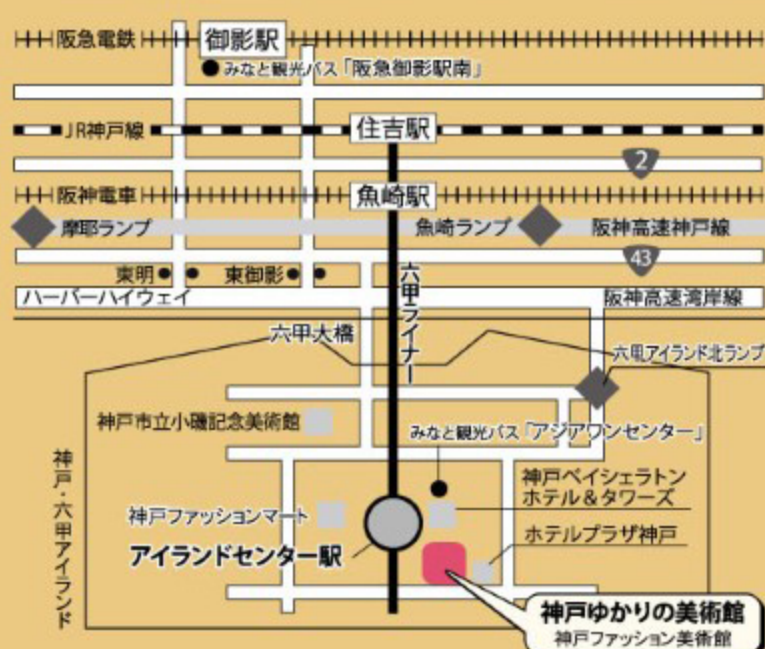 阪急電鉄
御影駅
みなと観光バス「阪急御影駅南」
JR神戸線
住吉駅
2
阪神電車
魚崎駅
摩耶ランプ
魚崎ランプ
阪神高速神戸線
43
東明
東御影
六甲ライナー
ハーバーハイウェイ
阪神高速湾岸線
六甲大橋
六甲アイランド北ランプ
神戸市立小磯記念美術館
みなと観光バス「アジアワンセンター」
神戸・六甲アイランド
神戸ベイシェラトン
ホテル&タワーズ
神戸ファッションマート
ホテルプラザ神戸
アイランドセンター駅
神戸ゆかりの美術館
神戸ファッション美術館